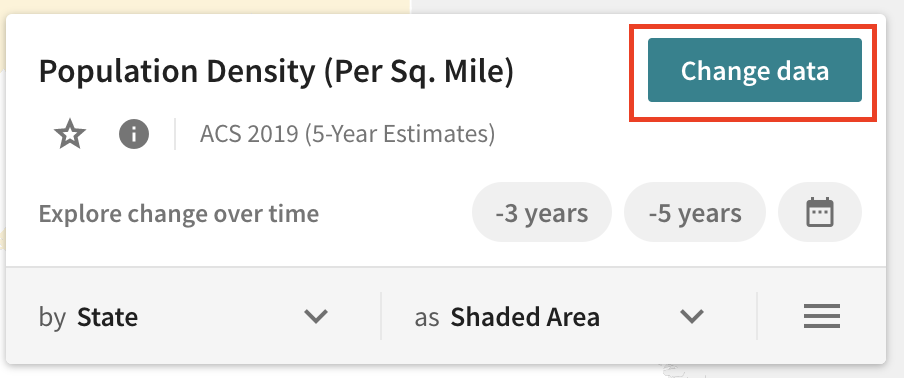 Population Density (Per Sq. Mile)
Change data
ACS 2019 (5-Year Estimates)
Explore change over time
-3 years
-5 years
by State
as Shaded Area